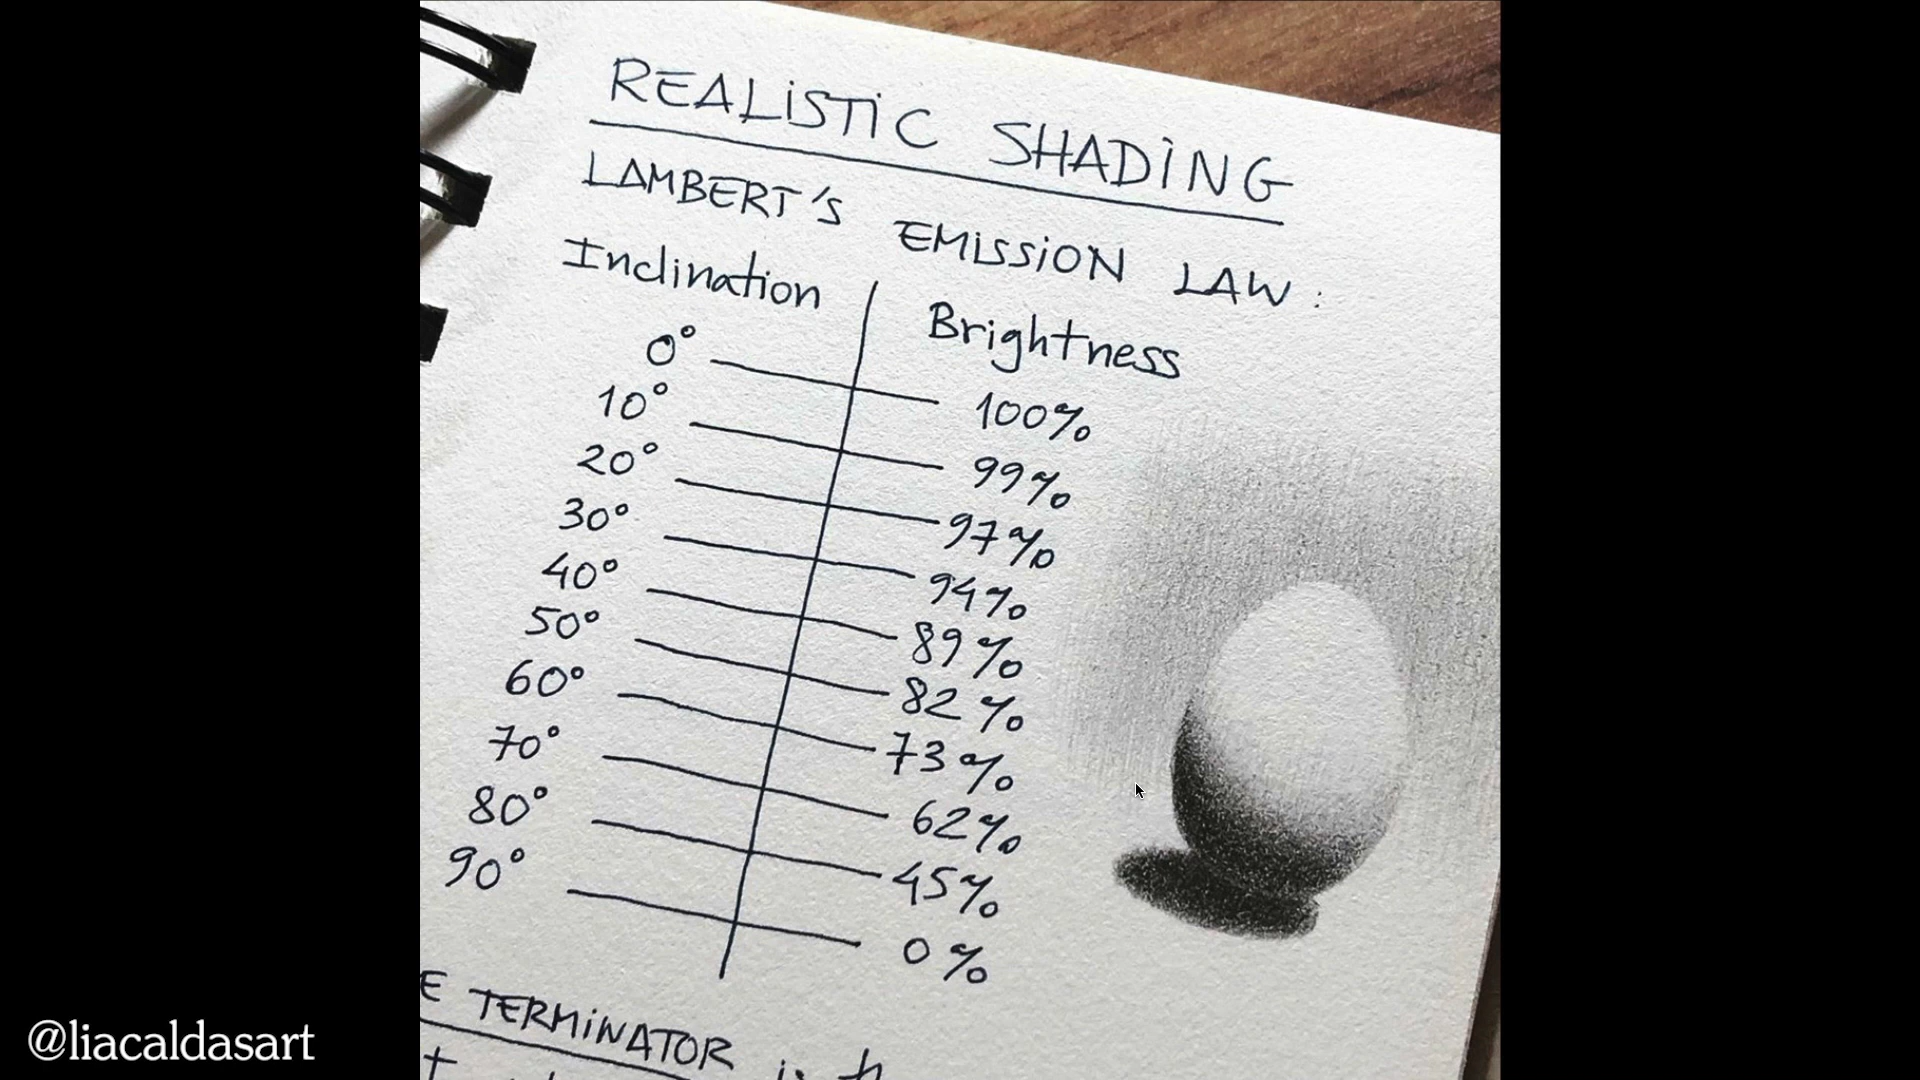 REALiSTiC SHADiNG
LAMBERT'S EMiSSiON LAW:
Inclination Brightness
0° 100%
10° 99%
20° 97%
30° 94%
40° 89%
50° 82%
60° 73%
70° 62%
80° 45%
90° 0%
E TERMiNATOR is
@liacaldasart